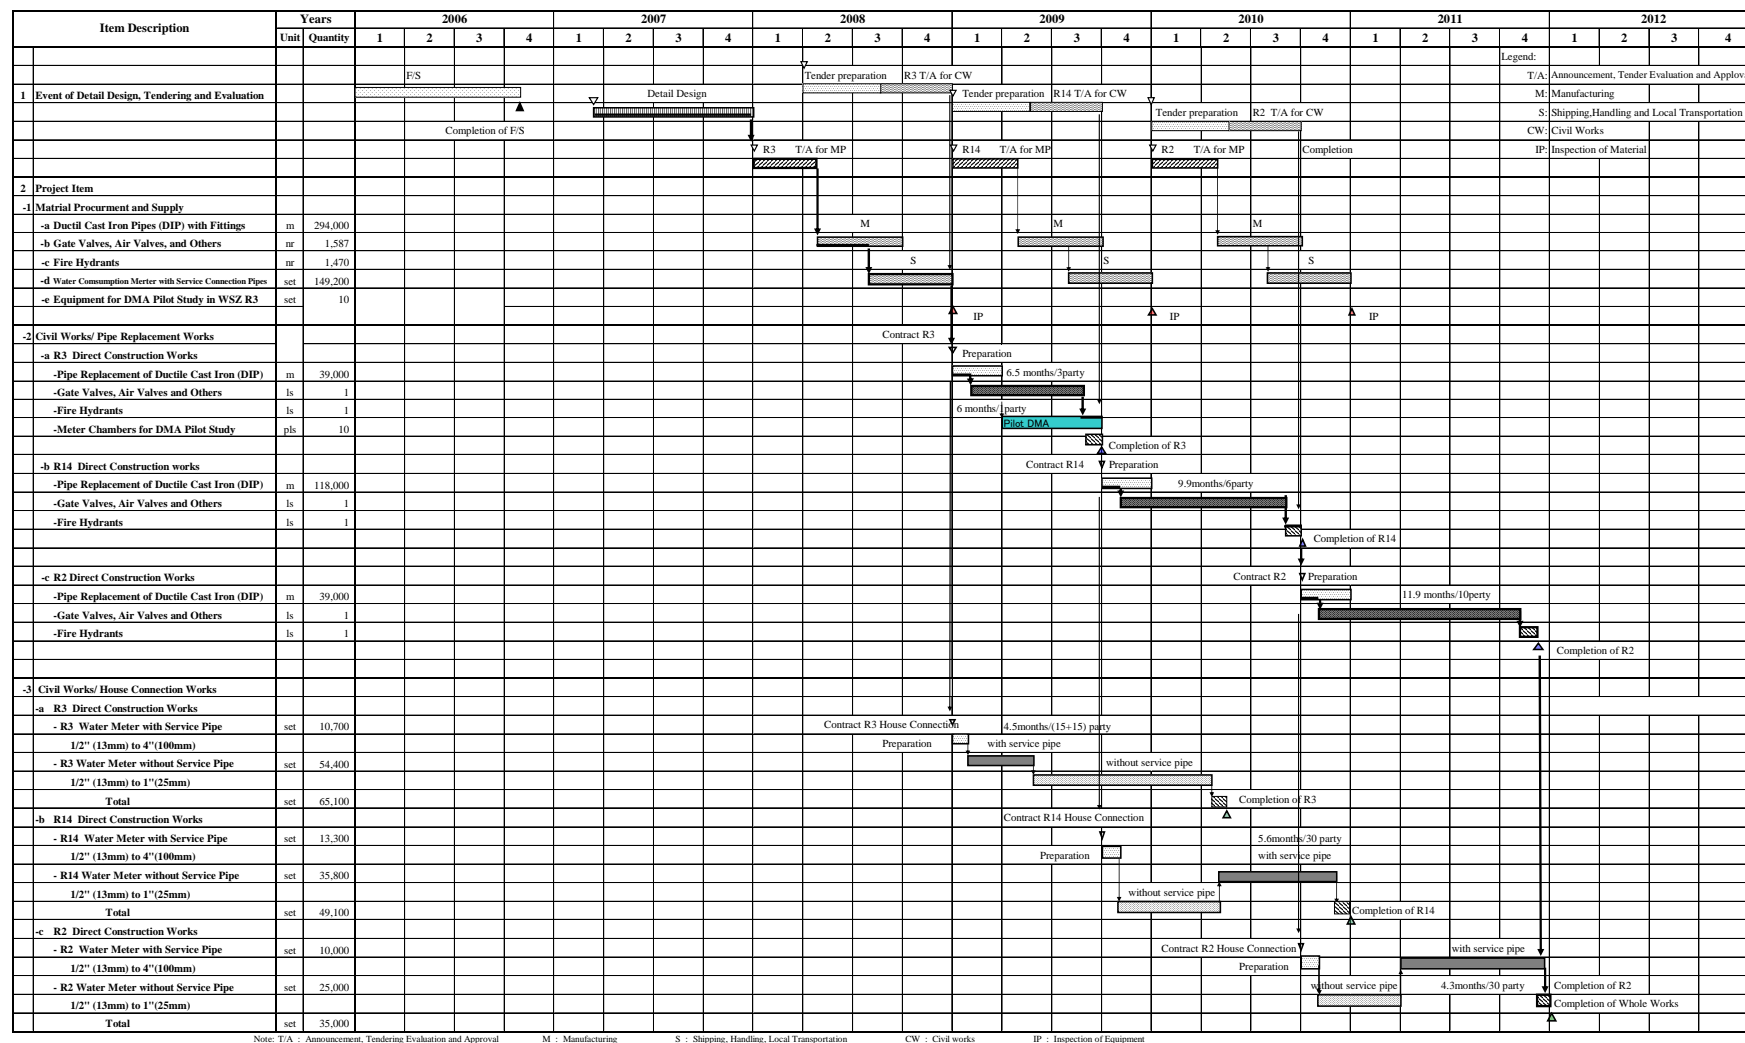 Item Description Years 2006 2007 2008 2009 2010 2011 2012
Unit Quantity 1 2 3 4 1 2 3 4 1 2 3 4 1 2 3 4 1 2 3 4 1 2 3 4 1 2 3 4
Legend:
F/S Tender preparation R3 T/A for CW T/A: Announcement, Tender Evaluation and Applova
1 Event of Detail Design, Tendering and Evaluation Detail Design Tender preparation R14 T/A for CW M: Manufacturing
Tender preparation R2 T/A for CW S: Shipping,Handling and Local Transportation
Completion of F/S CW: Civil Works
R3 T/A for MP R14 T/A for MP R2 T/A for MP Completion IP: Inspection of Material
2 Project Item
-1 Matrial Procurment and Supply
-a Ductil Cast Iron Pipes (DIP) with Fittings m 294,000 M M M
-b Gate Valves, Air Valves, and Others nr 1,587
-c Fire Hydrants nr 1,470 S S S
-d Water Comsumption Merter with Service Connection Pipes set 149,200
-e Equipment for DMA Pilot Study in WSZ R3 set 10
IP IP IP
-2 Civil Works/ Pipe Replacement Works Contract R3
-a R3 Direct Construction Works Preparation
-Pipe Replacement of Ductile Cast Iron (DIP) m 39,000 6.5 months/3party
-Gate Valves, Air Valves and Others ls 1
-Fire Hydrants ls 1 6 months/1party
-Meter Chambers for DMA Pilot Study pls 10 Pilot DMA
Completion of R3
-b R14 Direct Construction works Contract R14 Preparation
-Pipe Replacement of Ductile Cast Iron (DIP) m 118,000 9.9months/6party
-Gate Valves, Air Valves and Others ls 1
-Fire Hydrants ls 1
Completion of R14
-c R2 Direct Construction Works Contract R2 Preparation
-Pipe Replacement of Ductile Cast Iron (DIP) m 39,000 11.9 months/10perty
-Gate Valves, Air Valves and Others ls 1
-Fire Hydrants ls 1
Completion of R2
-3 Civil Works/ House Connection Works
-a R3 Direct Construction Works
- R3 Water Meter with Service Pipe set 10,700 Contract R3 House Connection 4.5months/(15+15) party
1/2" (13mm) to 4"(100mm) Preparation with service pipe
- R3 Water Meter without Service Pipe set 54,400 without service pipe
1/2" (13mm) to 1"(25mm)
Total set 65,100 Completion of R3
-b R14 Direct Construction Works Contract R14 House Connection
- R14 Water Meter with Service Pipe set 13,300 5.6months/30 party
1/2" (13mm) to 4"(100mm) Preparation with service pipe
- R14 Water Meter without Service Pipe set 35,800
1/2" (13mm) to 1"(25mm) without service pipe
Total set 49,100 Completion of R14
-c R2 Direct Construction Works
- R2 Water Meter with Service Pipe set 10,000 Contract R2 House Connection with service pipe
1/2" (13mm) to 4"(100mm) Preparation
- R2 Water Meter without Service Pipe set 25,000 without service pipe 4.3months/30 party Completion of R2
1/2" (13mm) to 1"(25mm) Completion of Whole Works
Total set 35,000
Note: T/A : Announcement, Tendering Evaluation and Approval M : Manufacturing S : Shipping, Handling, Local Transportation CW : Civil works IP : Inspection of Equipment